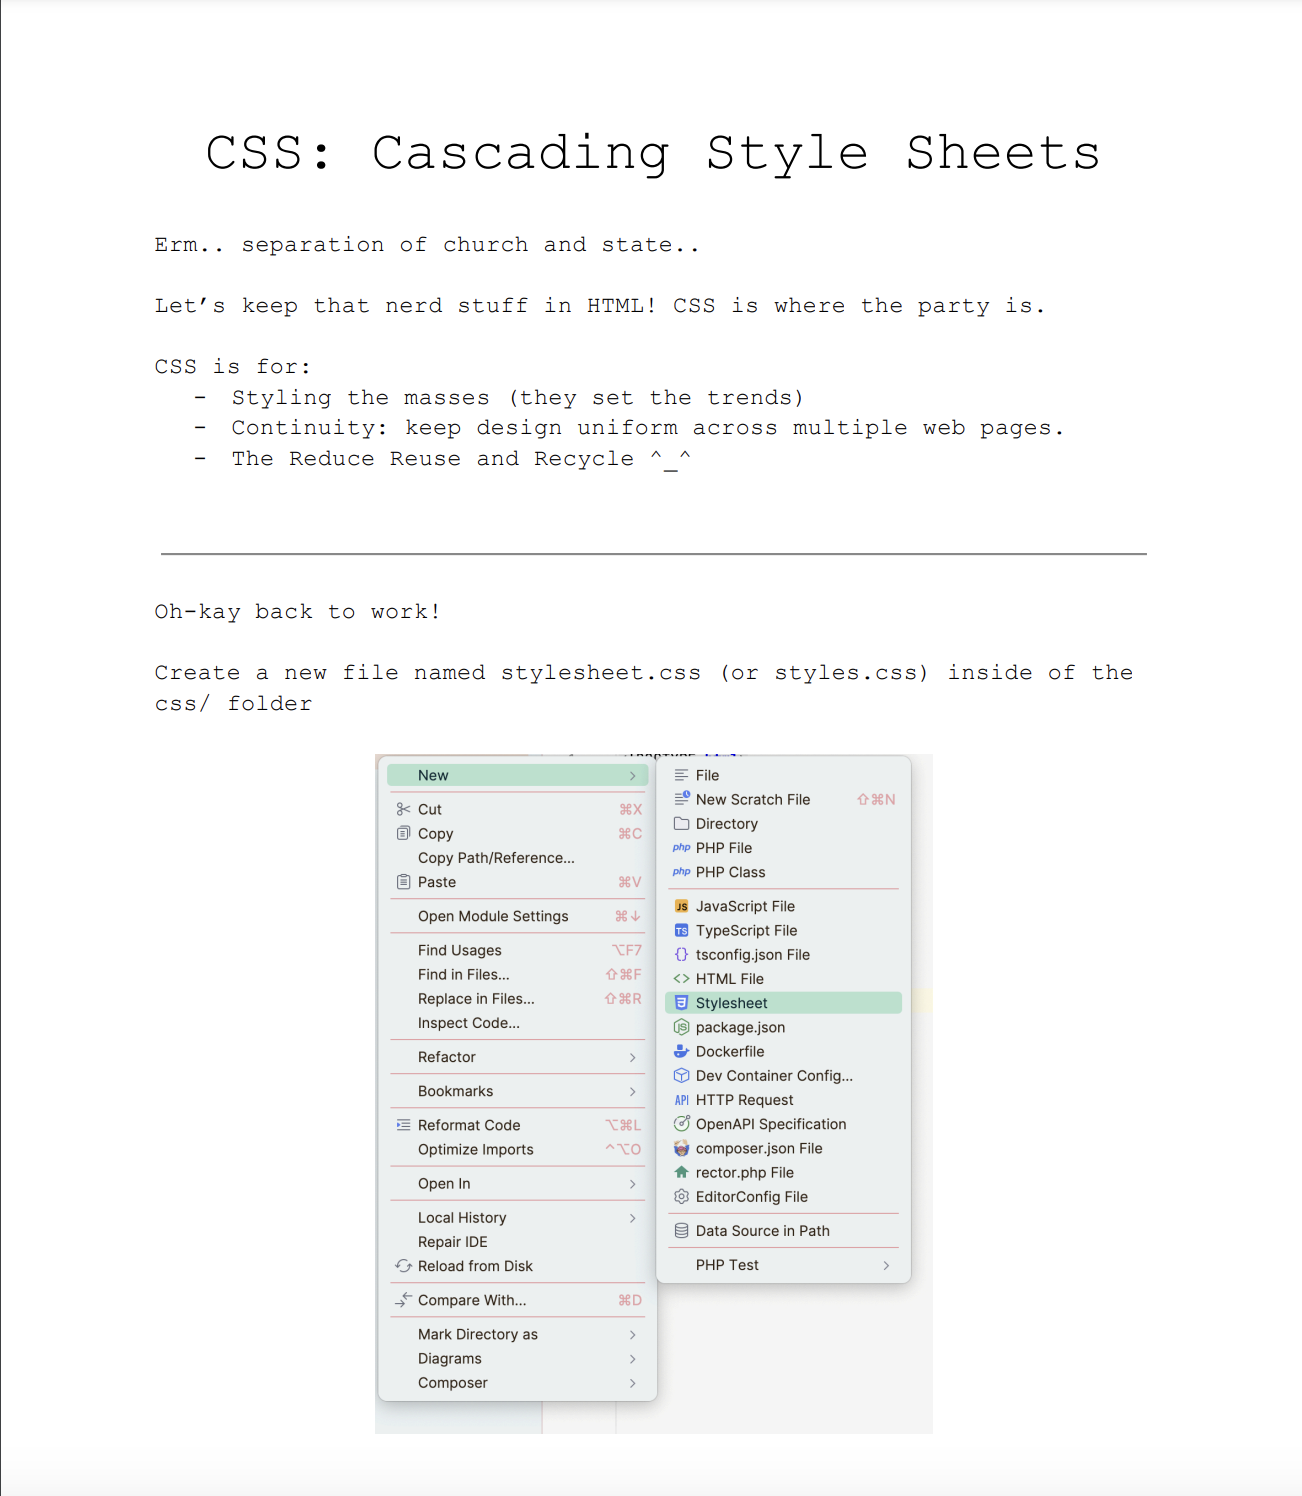 CSS: Cascading Style Sheets
Erm.. separation of church and state..
Let’s keep that nerd stuff in HTML! CSS is where the party is.
CSS is for:
- Styling the masses (they set the trends)
- Continuity: keep design uniform across multiple web pages.
- The Reduce Reuse and Recycle ^_^
Oh-kay back to work!
Create a new file named stylesheet.css (or styles.css) inside of the
css/ folder
New >
Cut ⌘X
Copy ⌘C
Copy Path/Reference...
Paste ⌘V
Open Module Settings ⌘↓
Find Usages ⌥F7
Find in Files... ⇧⌘F
Replace in Files... ⇧⌘R
Inspect Code...
Refactor >
Bookmarks >
Reformat Code ⌥⌘L
Optimize Imports ^⌥O
Open In >
Local History >
Repair IDE
Reload from Disk
Compare With... ⌘D
Mark Directory as >
Diagrams >
Composer >
File
New Scratch File ⇧⌘N
Directory
php PHP File
php PHP Class
JS JavaScript File
TS TypeScript File
{} tsconfig.json File
<> HTML File
Stylesheet
JS package.json
Dockerfile
Dev Container Config...
API HTTP Request
OpenAPI Specification
composer.json File
rector.php File
EditorConfig File
Data Source in Path
PHP Test >